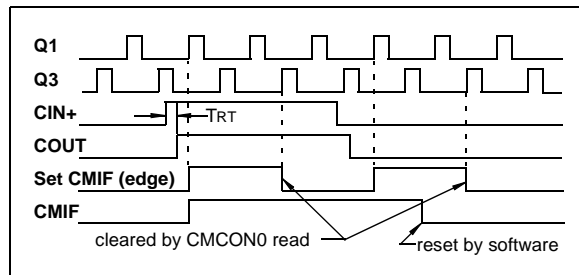 Q1
Q3
CIN+
TRT
COUT
Set CMIF (edge)
CMIF
cleared by CMCON0 read
reset by software